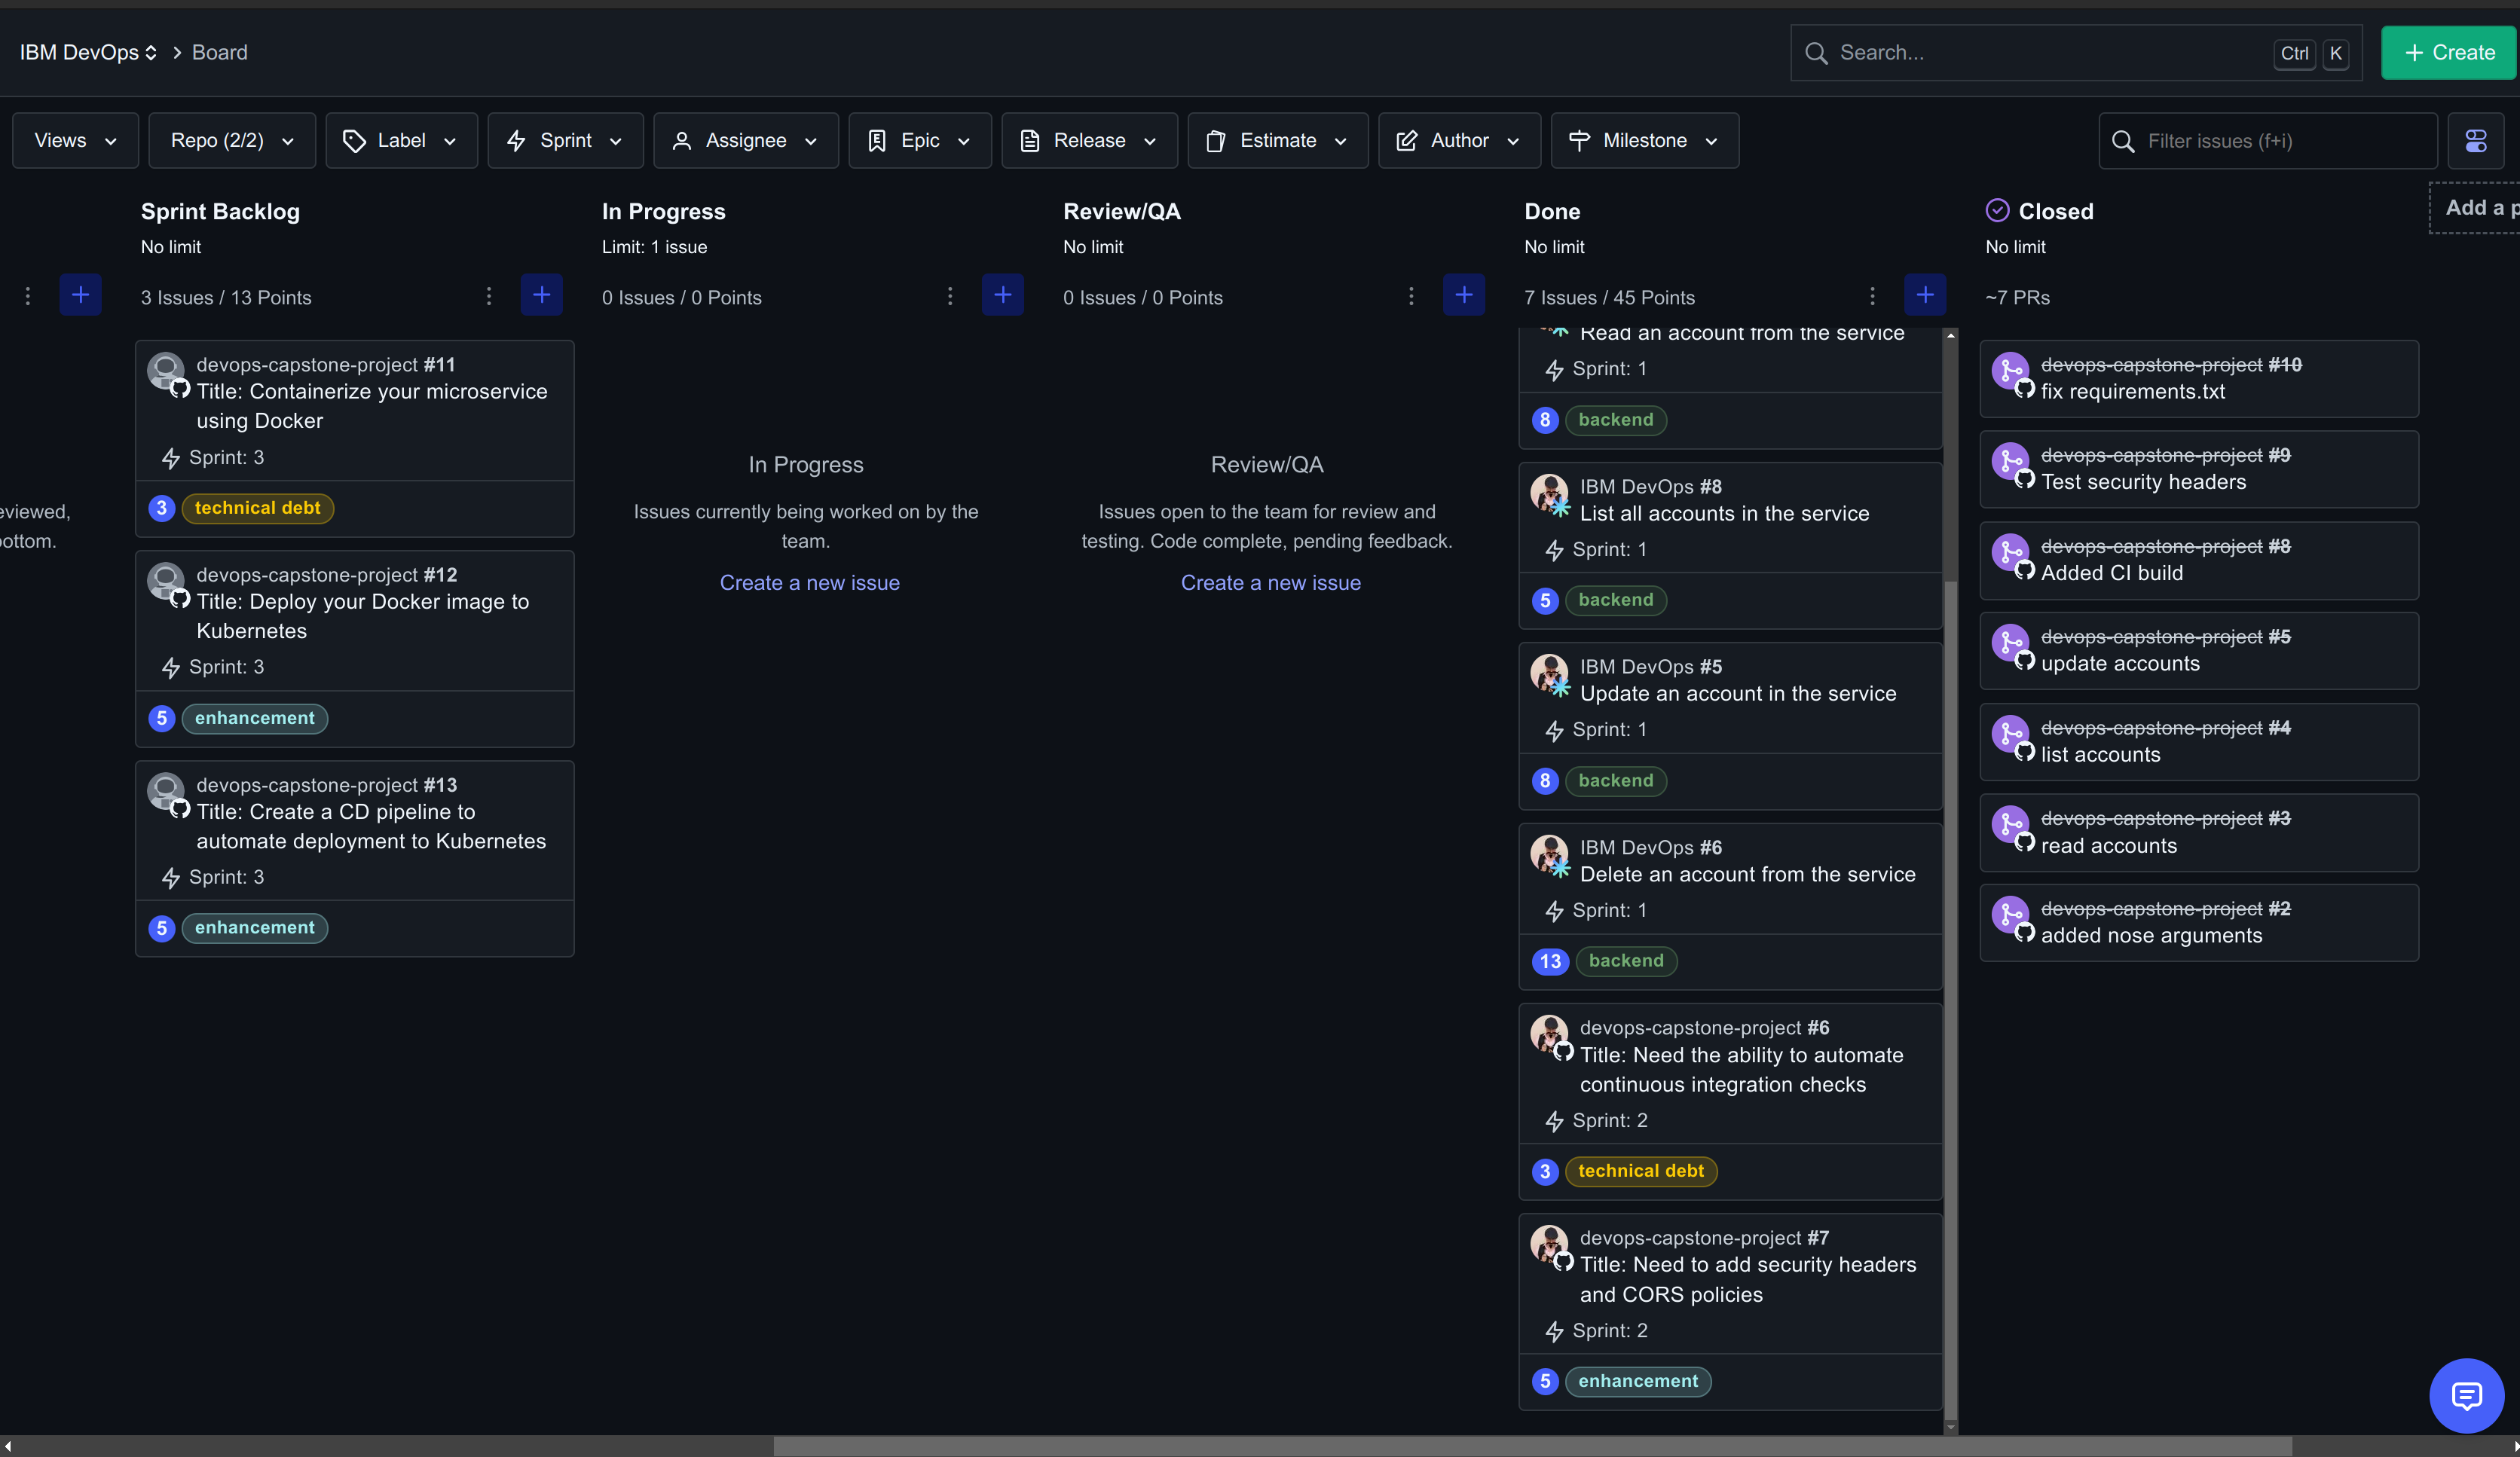 IBM DevOps
Board
Search...
Ctrl
K
Create
Views
Repo (2/2)
Label
Sprint
Assignee
Epic
Release
Estimate
Author
Milestone
Filter issues (f+i)
eviewed,
ottom.
Sprint Backlog
No limit
3 Issues / 13 Points
devops-capstone-project #11
Title: Containerize your microservice
using Docker
Sprint: 3
3 technical debt
devops-capstone-project #12
Title: Deploy your Docker image to
Kubernetes
Sprint: 3
5 enhancement
devops-capstone-project #13
Title: Create a CD pipeline to
automate deployment to Kubernetes
Sprint: 3
5 enhancement
In Progress
Limit: 1 issue
0 Issues / 0 Points
In Progress
Issues currently being worked on by the
team.
Create a new issue
Review/QA
No limit
0 Issues / 0 Points
Review/QA
Issues open to the team for review and
testing. Code complete, pending feedback.
Create a new issue
Done
No limit
7 Issues / 45 Points
Read an account from the service
Sprint: 1
8 backend
IBM DevOps #8
List all accounts in the service
Sprint: 1
5 backend
IBM DevOps #5
Update an account in the service
Sprint: 1
8 backend
IBM DevOps #6
Delete an account from the service
Sprint: 1
13 backend
devops-capstone-project #6
Title: Need the ability to automate
continuous integration checks
Sprint: 2
3 technical debt
devops-capstone-project #7
Title: Need to add security headers
and CORS policies
Sprint: 2
5 enhancement
Closed
No limit
~7 PRs
devops-capstone-project #10
fix requirements.txt
devops-capstone-project #9
Test security headers
devops-capstone-project #8
Added CI build
devops-capstone-project #5
update accounts
devops-capstone-project #4
list accounts
devops-capstone-project #3
read accounts
devops-capstone-project #2
added nose arguments
Add a p